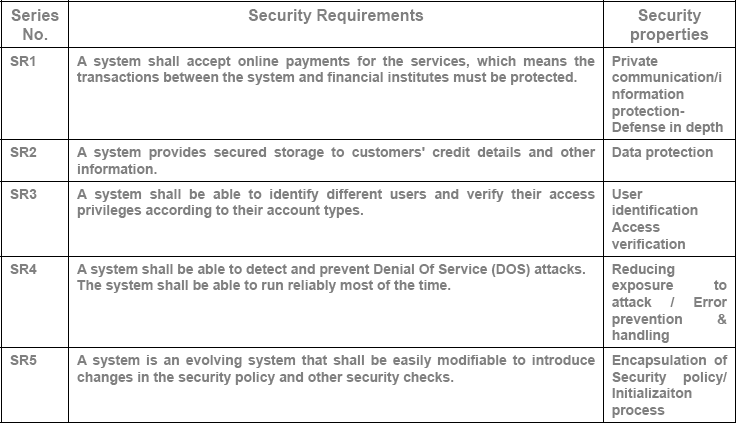 Series
No.
Security Requirements
Security
properties
SR1
A system shall accept online payments for the services, which means the
transactions between the system and financial institutes must be protected.
Private
communication/i
nformation
protection-
Defense in depth
SR2
A system provides secured storage to customers' credit details and other
information.
Data protection
SR3
A system shall be able to identify different users and verify their access
privileges according to their account types.
User
identification
Access
verification
SR4
A system shall be able to detect and prevent Denial Of Service (DOS) attacks.
The system shall be able to run reliably most of the time.
Reducing
exposure to
attack / Error
prevention &
handling
SR5
A system is an evolving system that shall be easily modifiable to introduce
changes in the security policy and other security checks.
Encapsulation of
Security policy/
Initializaiton
process